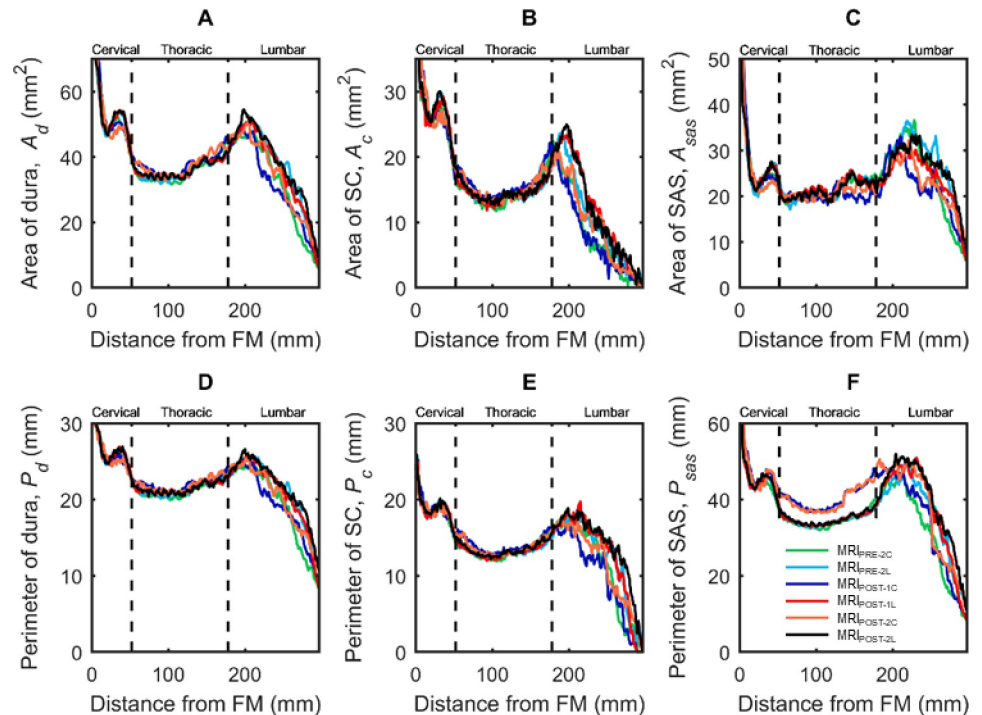 A
B
C
Cervical Thoracic Lumbar
Cervical Thoracic Lumbar
Cervical Thoracic Lumbar
Area of dura, A_d (mm²)
60
40
20
0
0 100 200
Distance from FM (mm)
Area of SC, A_c (mm²)
30
20
10
0
0 100 200
Distance from FM (mm)
Area of SAS, A_sas (mm²)
50
40
30
20
10
0
0 100 200
Distance from FM (mm)
D
E
F
Cervical Thoracic Lumbar
Cervical Thoracic Lumbar
Cervical Thoracic Lumbar
Perimeter of dura, P_d (mm)
30
20
10
0
0 100 200
Distance from FM (mm)
Perimeter of SC, P_c (mm)
30
20
10
0
0 100 200
Distance from FM (mm)
Perimeter of SAS, P_sas (mm)
60
40
20
0
MRI_PRE-2C
MRI_PRE-2L
MRI_POST-1C
MRI_POST-1L
MRI_POST-2C
MRI_POST-2L
0 100 200
Distance from FM (mm)